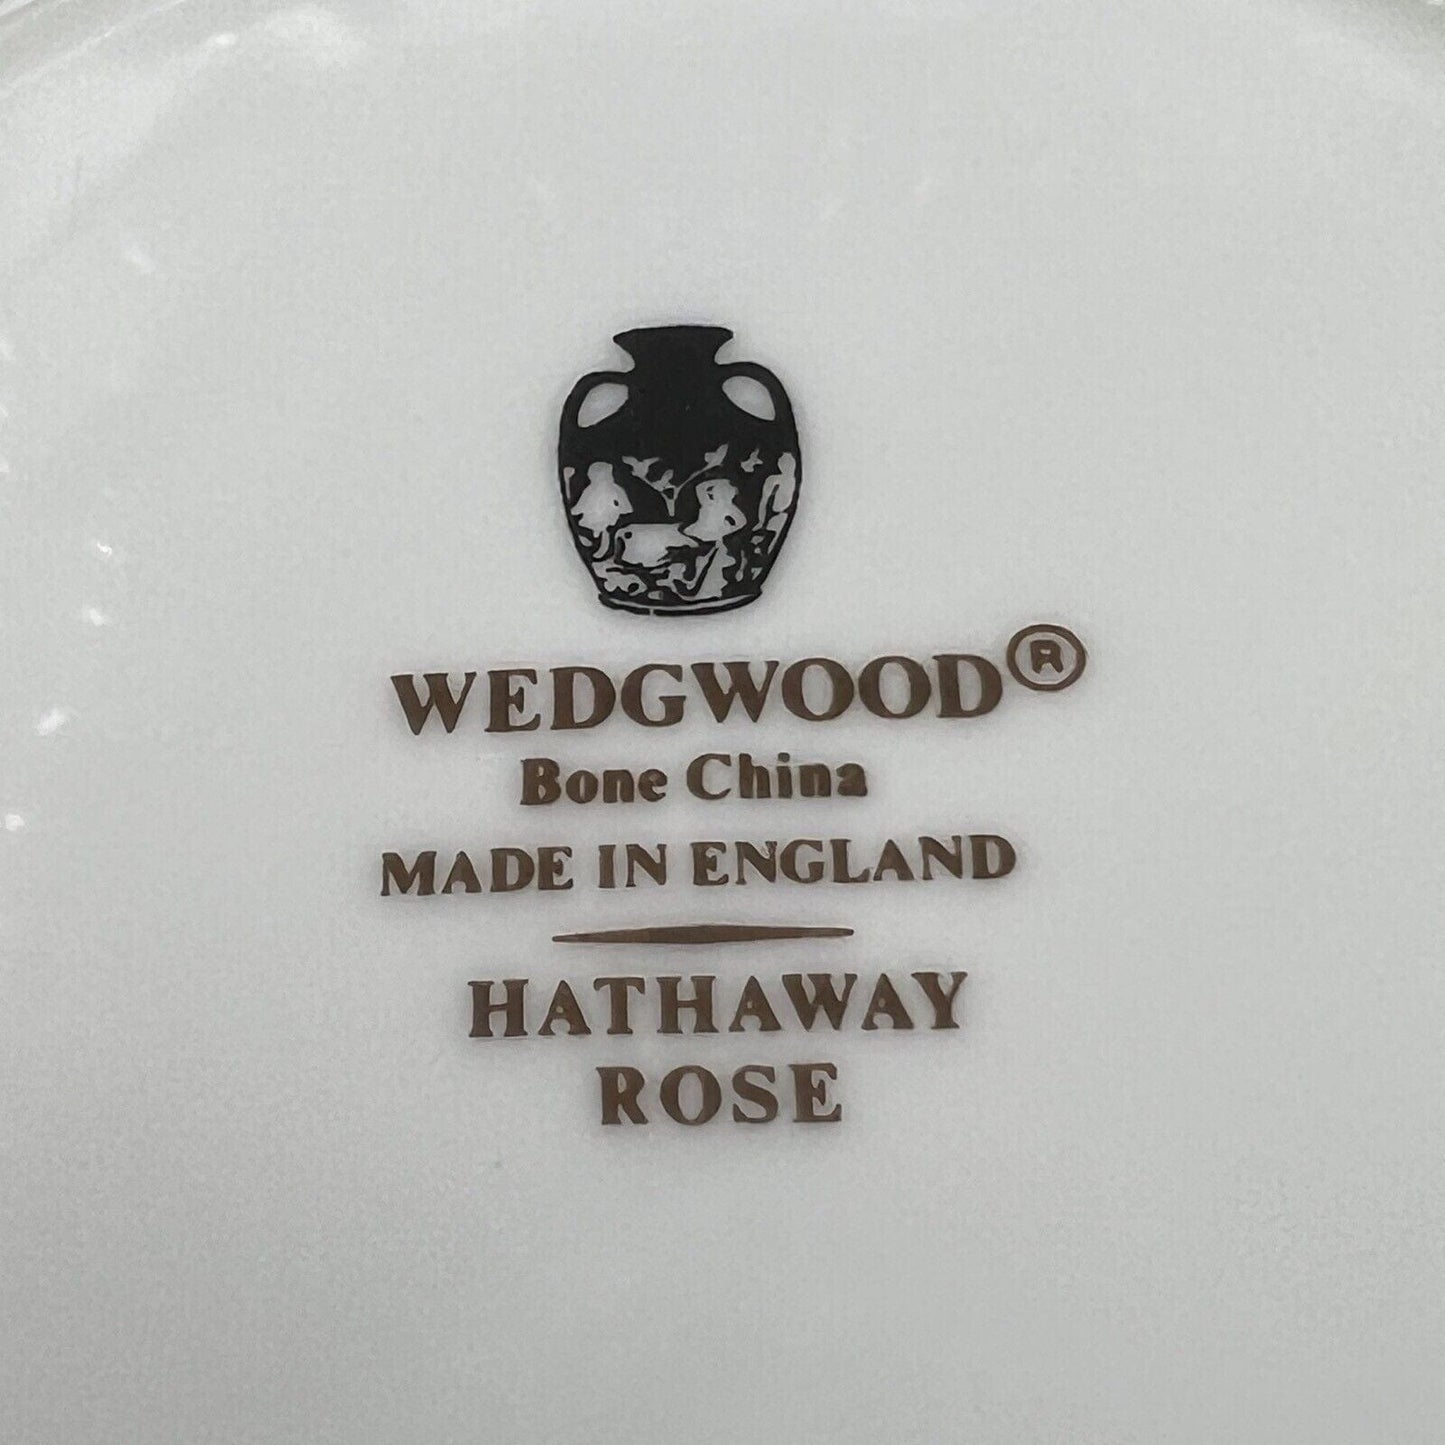 WEDGWOOD®
Bone China
MADE IN ENGLAND
HATHAWAY
ROSE